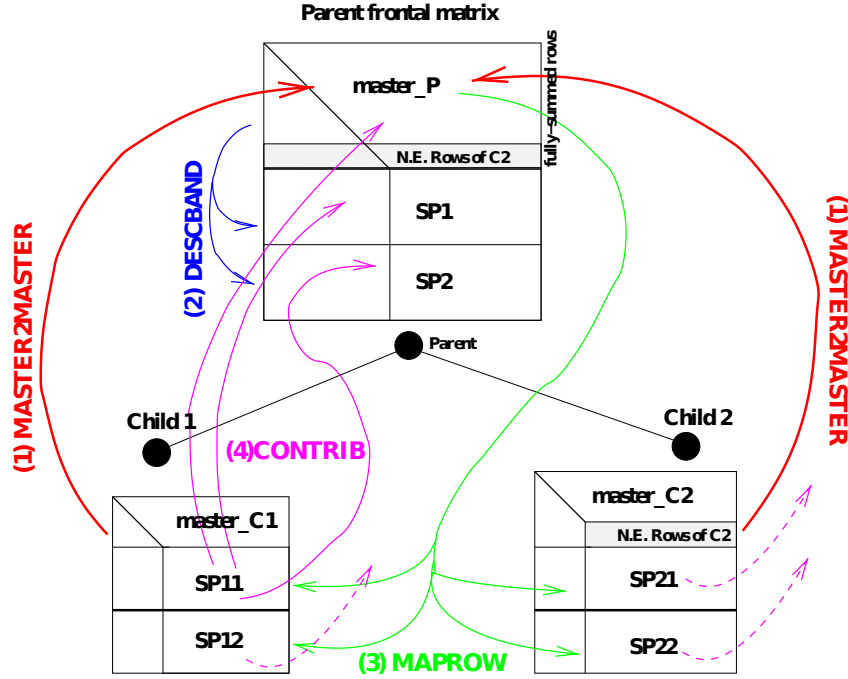 Parent frontal matrix
master_P
fully-summed rows
N.E. Rows of C2
SP1
SP2
(2) DESCBAND
(1) MASTER2MASTER
(1) MASTER2MASTER
Parent
Child 1
Child 2
(4)CONTRIB
master_C1
SP11
SP12
master_C2
N.E. Rows of C2
SP21
SP22
(3) MAPROW